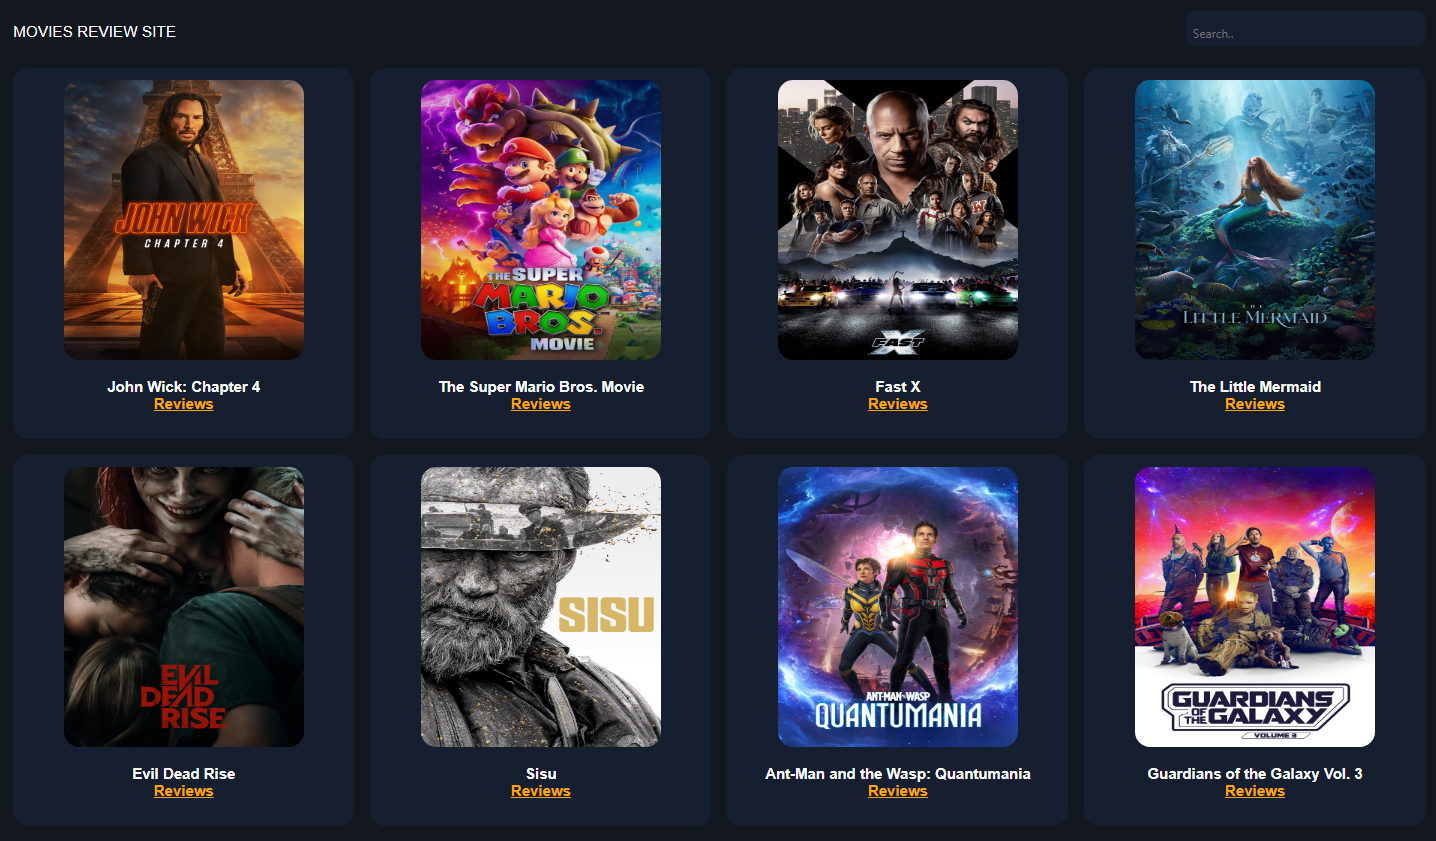 MOVIES REVIEW SITE
Search..
JOHN WICK
CHAPTER 4
John Wick: Chapter 4
Reviews
THE SUPER
MARIO
BROS.
MOVIE
The Super Mario Bros. Movie
Reviews
FAST X
Fast X
Reviews
THE
LITTLE MERMAID
The Little Mermaid
Reviews
EVIL
DEAD
RISE
Evil Dead Rise
Reviews
SISU
Sisu
Reviews
ANT-MAN AND THE WASP
QUANTUMANIA
Ant-Man and the Wasp: Quantumania
Reviews
GUARDIANS
OF THE GALAXY
VOLUME 3
Guardians of the Galaxy Vol. 3
Reviews